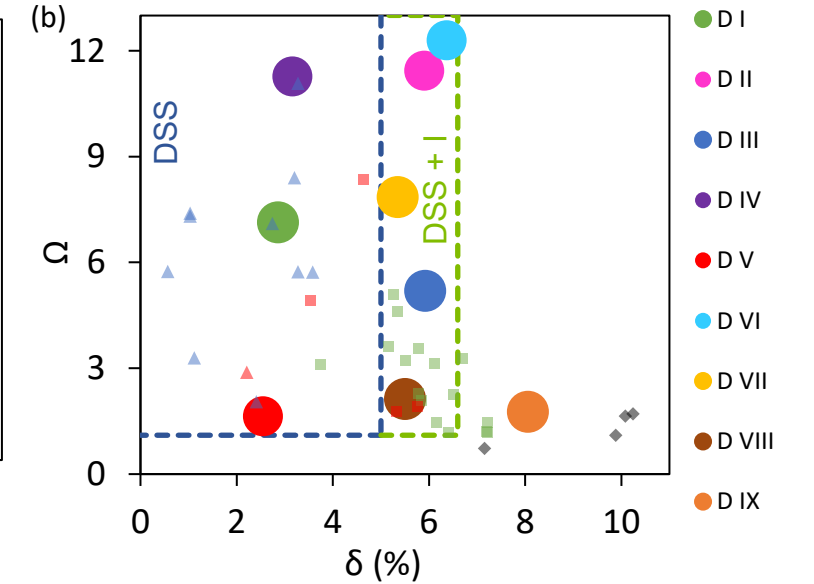 (b)
12
9
6
3
0
Ω
DSS
DSS + I
0 2 4 6 8 10
δ (%)
D I
D II
D III
D IV
D V
D VI
D VII
D VIII
D IX